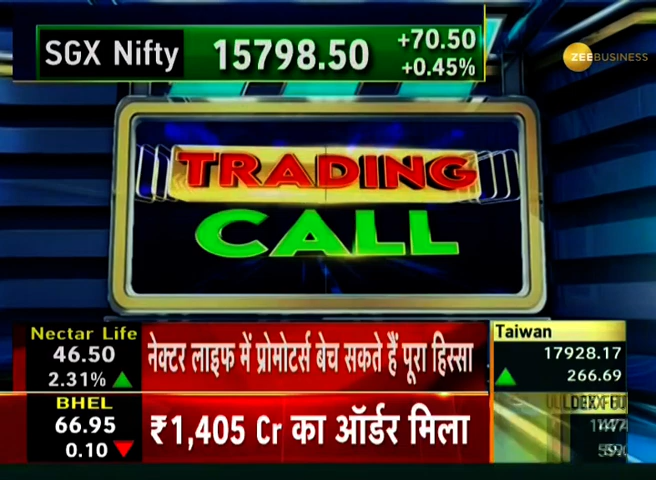 SGX Nifty 15798.50 +70.50
+0.45%
ZEEBUSINESS
TRADING
CALL
Nectar Life
46.50
2.31%
नेक्टर लाइफ में प्रोमोटर्स बेच सकते हैं पूरा हिस्सा
Taiwan
17928.17
266.69
BHEL
66.95
0.10
₹1,405 Cr का ऑर्डर मिला